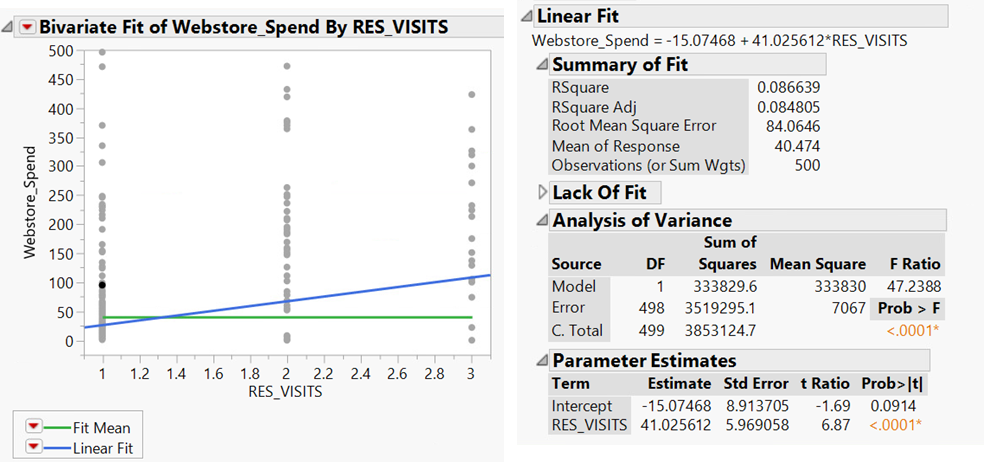 Bivariate Fit of Webstore_Spend By RES_VISITS
500
450
400
350
300
250
200
150
100
50
0
Webstore_Spend
1 1.2 1.4 1.6 1.8 2 2.2 2.4 2.6 2.8 3
RES_VISITS
Fit Mean
Linear Fit
Linear Fit
Webstore_Spend = -15.07468 + 41.025612*RES_VISITS
Summary of Fit
RSquare 0.086639
RSquare Adj 0.084805
Root Mean Square Error 84.0646
Mean of Response 40.474
Observations (or Sum Wgts) 500
Lack Of Fit
Analysis of Variance
Sum of
Source DF Squares Mean Square F Ratio
Model 1 333829.6 333830 47.2388
Error 498 3519295.1 7067 Prob > F
C. Total 499 3853124.7 <.0001*
Parameter Estimates
Term Estimate Std Error t Ratio Prob>|t|
Intercept -15.07468 8.913705 -1.69 0.0914
RES_VISITS 41.025612 5.969058 6.87 <.0001*